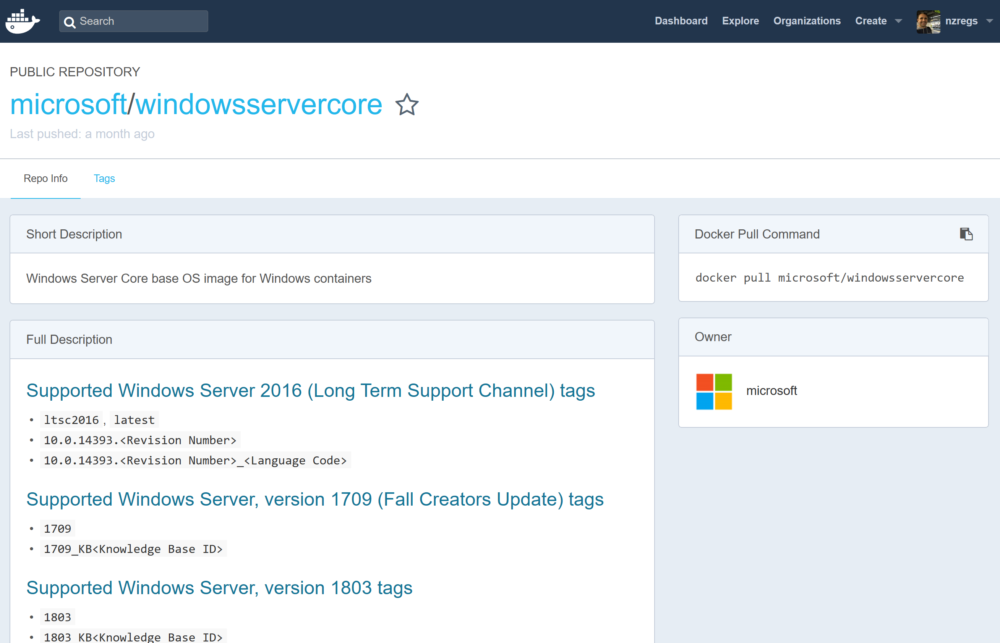 Search
Dashboard Explore Organizations Create nzregs
PUBLIC REPOSITORY
microsoft/windowsservercore
Last pushed: a month ago
Repo Info Tags
Short Description
Windows Server Core base OS image for Windows containers
Docker Pull Command
docker pull microsoft/windowsservercore
Full Description
Supported Windows Server 2016 (Long Term Support Channel) tags
• ltsc2016, latest
• 10.0.14393.<Revision Number>
• 10.0.14393.<Revision Number>_<Language Code>
Supported Windows Server, version 1709 (Fall Creators Update) tags
• 1709
• 1709_KB<Knowledge Base ID>
Supported Windows Server, version 1803 tags
• 1803
• 1803_KB<Knowledge Base ID>
Owner
microsoft